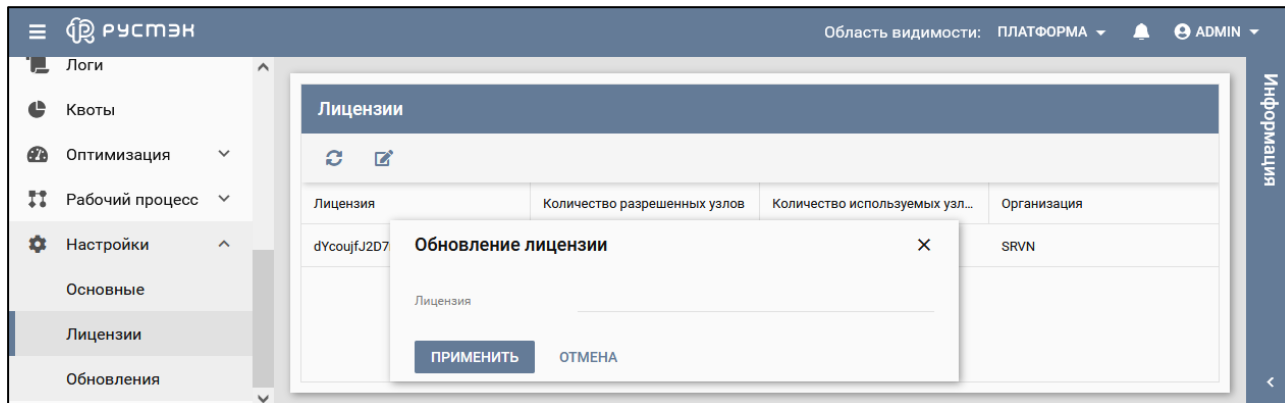 РУСТЭК
Область видимости: ПЛАТФОРМА
ADMIN
Логи
Квоты
Оптимизация
Рабочий процесс
Настройки
Основные
Лицензии
Обновления
Лицензии
Лицензия Количество разрешенных узлов Количество используемых узл... Организация
dYcoujfJ2D7 SRVN
Обновление лицензии
Лицензия
ПРИМЕНИТЬ ОТМЕНА
Информация